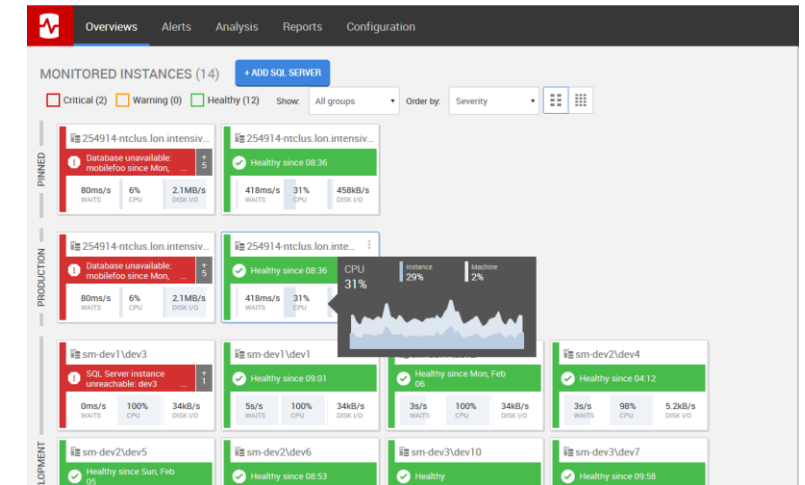 Overviews Alerts Analysis Reports Configuration
MONITORED INSTANCES (14) + ADD SQL SERVER
Critical (2) Warning (0) Healthy (12) Show: All groups Order by: Severity
PINNED
254914-ntclus.lon.intensiv...
Database unavailable:
mobilefoo since Mon, ...
+
5
80ms/s 6% 2.1MB/s
WAITS CPU DISK I/O
254914-ntclus.lon.intensiv...
Healthy since 08:36
418ms/s 31% 458kB/s
WAITS CPU DISK I/O
PRODUCTION
254914-ntclus.lon.intensiv...
Database unavailable:
mobilefoo since Mon, ...
+
5
80ms/s 6% 2.1MB/s
WAITS CPU DISK I/O
254914-ntclus.lon.inte...
Healthy since 08:36
418ms/s 31%
WAITS CPU
CPU
31%
Instance
29%
Machine
2%
LOPMENT
sm-dev1\dev3
SQL Server instance
unreachable: dev3 ...
+
1
0ms/s 100% 34kB/s
WAITS CPU DISK I/O
sm-dev1\dev1
Healthy since 09:01
5s/s 100% 34kB/s
WAITS CPU DISK I/O
Healthy since Mon, Feb
06
3s/s 100% 34kB/s
WAITS CPU DISK I/O
sm-dev2\dev4
Healthy since 04:12
3s/s 98% 5.2kB/s
WAITS CPU DISK I/O
sm-dev2\dev5
Healthy since Sun, Feb
05
sm-dev2\dev6
Healthy since 08:53
sm-dev3\dev10
Healthy
sm-dev3\dev7
Healthy since 09:58